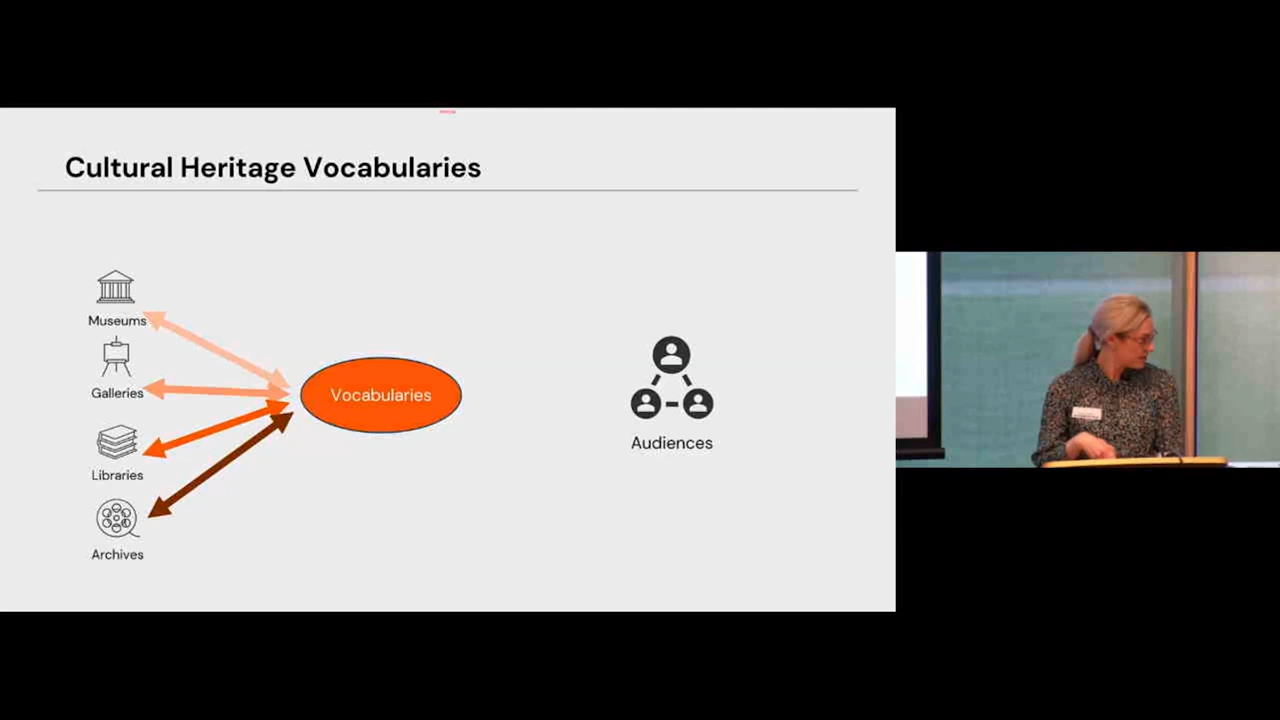 Cultural Heritage Vocabularies
Museums
Galleries
Libraries
Archives
Vocabularies
Audiences